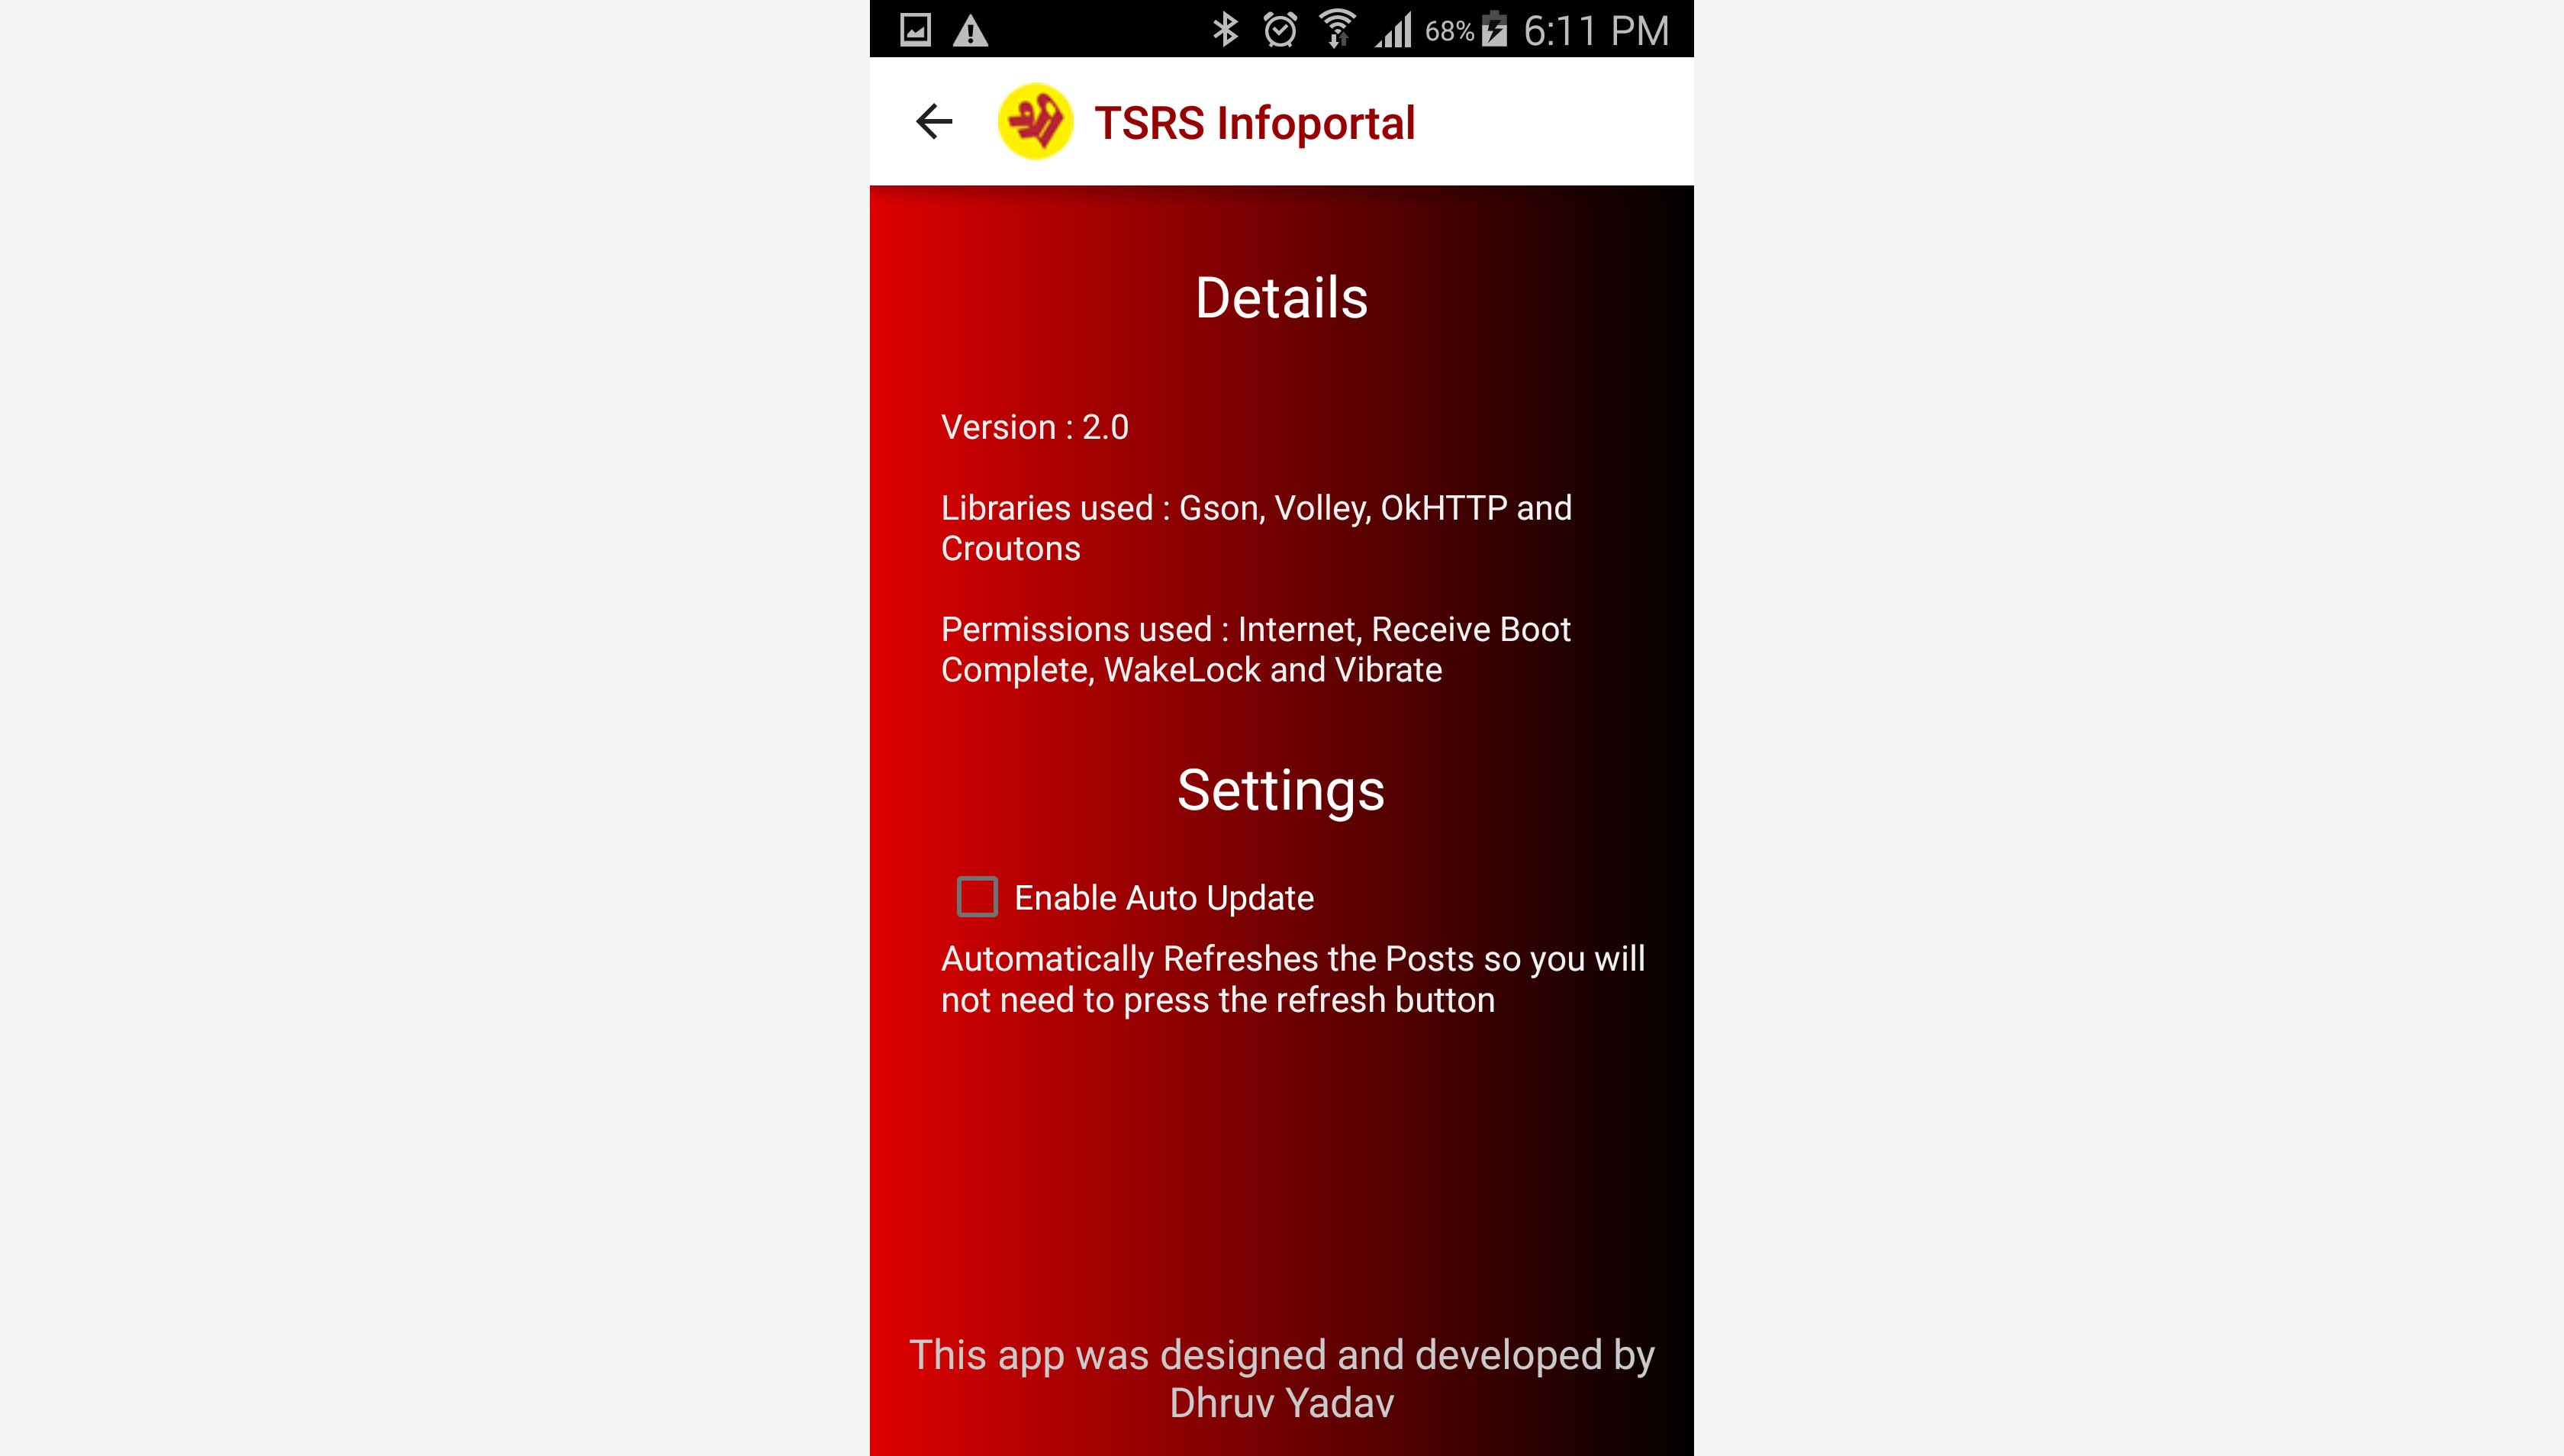 68% 6:11 PM
TSRS Infoportal
Details
Version : 2.0
Libraries used : Gson, Volley, OkHTTP and
Croutons
Permissions used : Internet, Receive Boot
Complete, WakeLock and Vibrate
Settings
Enable Auto Update
Automatically Refreshes the Posts so you will
not need to press the refresh button
This app was designed and developed by
Dhruv Yadav